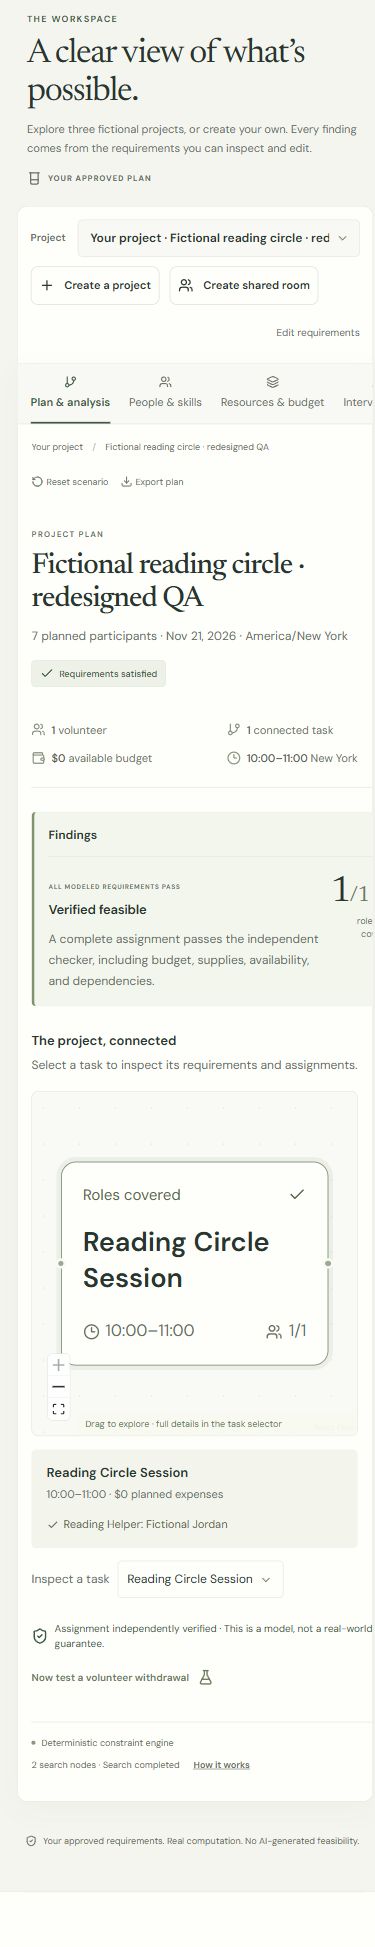 THE WORKSPACE
A clear view of what's
possible.
Explore three fictional projects, or create your own. Every finding
comes from the requirements you can inspect and edit.
YOUR APPROVED PLAN
Project
Your project · Fictional reading circle · red
Create a project
Create shared room
Edit requirements
Plan & analysis
People & skills
Resources & budget
Interv
Your project / Fictional reading circle · redesigned QA
Reset scenario
Export plan
PROJECT PLAN
Fictional reading circle ·
redesigned QA
7 planned participants · Nov 21, 2026 · America/New York
Requirements satisfied
1 volunteer
1 connected task
$0 available budget
10:00–11:00 New York
Findings
ALL MODELED REQUIREMENTS PASS
1/1
Verified feasible
role
co
A complete assignment passes the independent
checker, including budget, supplies, availability,
and dependencies.
The project, connected
Select a task to inspect its requirements and assignments.
Roles covered
Reading Circle
Session
10:00–11:00
1/1
Drag to explore · full details in the task selector
Reading Circle Session
10:00–11:00 · $0 planned expenses
Reading Helper: Fictional Jordan
Inspect a task
Reading Circle Session
Assignment independently verified · This is a model, not a real-world
guarantee.
Now test a volunteer withdrawal
Deterministic constraint engine
2 search nodes · Search completed
How it works
Your approved requirements. Real computation. No AI-generated feasibility.